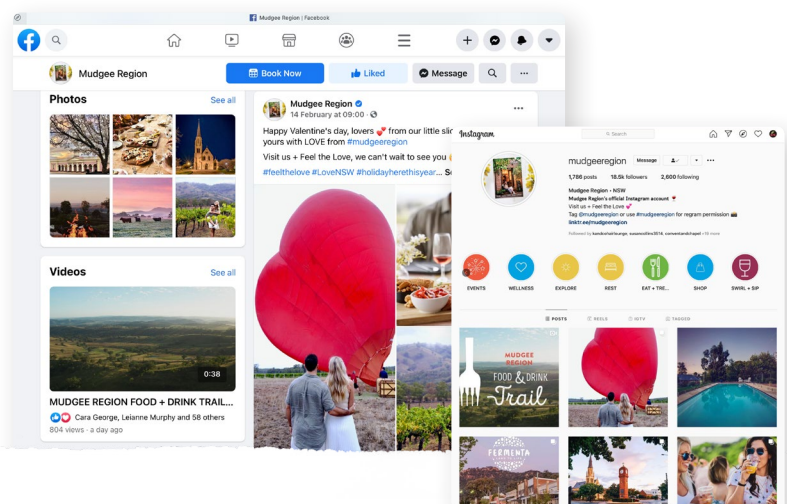 Mudgee Region | Facebook
Mudgee Region
Book Now
Liked
Message
Photos
See all
Videos
See all
0:38
MUDGEE REGION FOOD + DRINK TRAIL...
Cara George, Leianne Murphy and 58 others
804 views · a day ago
Mudgee Region
14 February at 09:00 ·
Happy Valentine's day, lovers 💕 from our little slic
yours with LOVE from #mudgeeregion
Visit us + Feel the Love, we can't wait to see you
#feelthelove #LoveNSW #holidayherethisyear... S
Instagram
Search
mudgeeregion
Message
1,786 posts 18.5k followers 2,600 following
Mudgee Region • NSW
Mudgee Region's official Instagram account 📍
Visit us + Feel the Love 💕
Tag @mudgeeregion or use #mudgeeregion for regram permission 📸
linktr.ee/mudgeeregion
EVENTS
WELLNESS
EXPLORE
REST
EAT + TRE...
SHOP
SWIRL + SIP
POSTS
REELS
IGTV
TAGGED
MUDGEE
REGION
FOOD & DRINK
Trail
FERMENTA